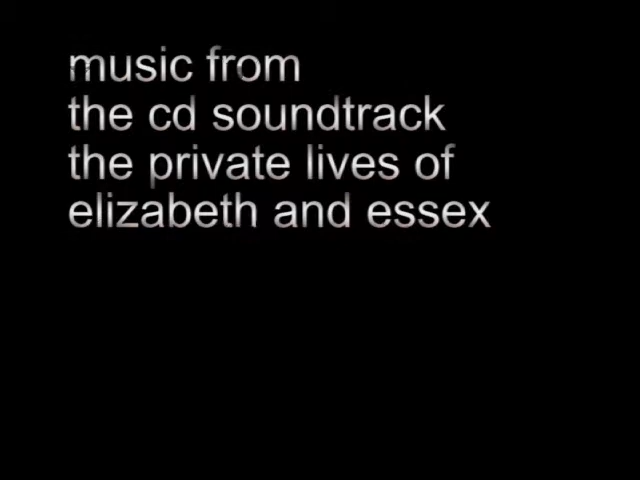 music from
the cd soundtrack
the private lives of
elizabeth and essex